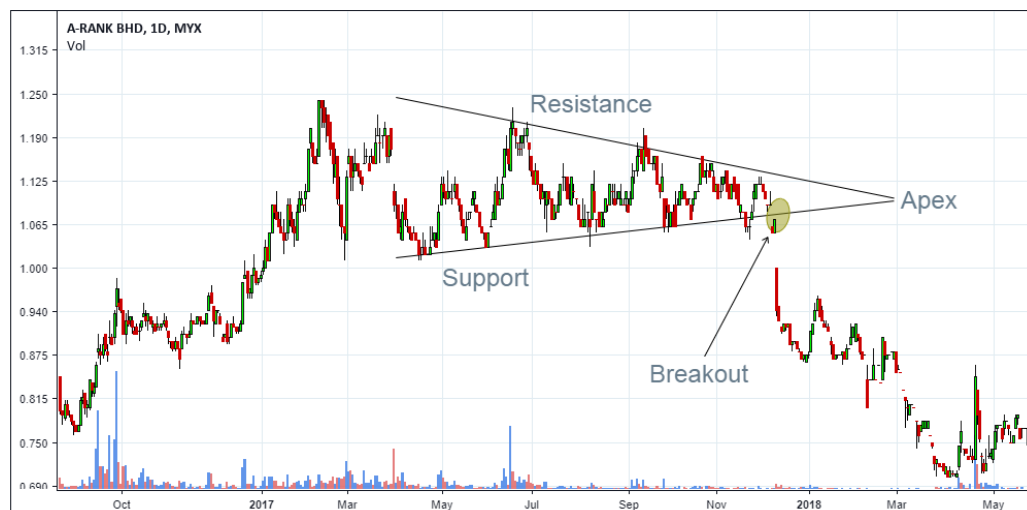 A-RANK BHD, 1D, MYX
Vol
1.315
1.250
1.190
1.125
1.065
1.000
0.940
0.875
0.815
0.750
0.690
Resistance
Apex
Support
Breakout
Oct
2017
Mar
May
Jul
Sep
Nov
2018
Mar
May